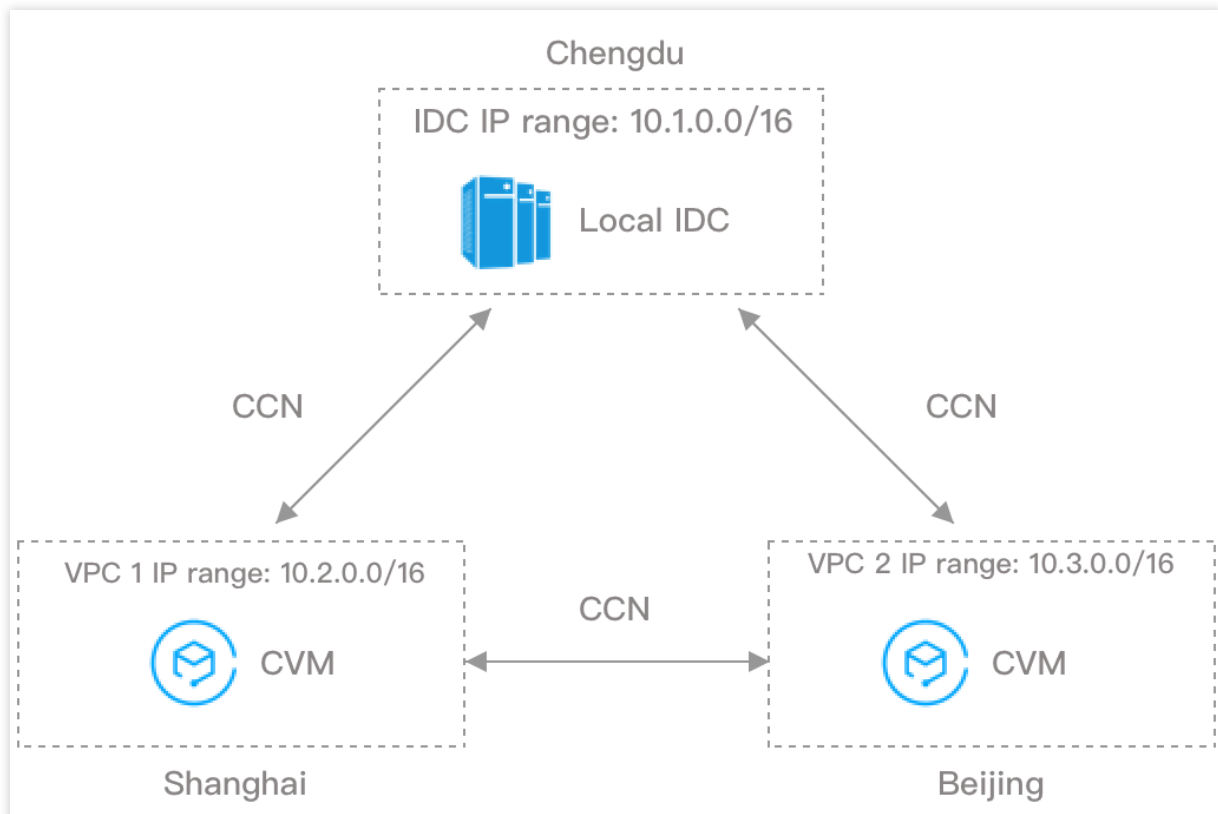 Chengdu
IDC IP range: 10.1.0.0/16
Local IDC
CCN
CCN
VPC 1 IP range: 10.2.0.0/16
VPC 2 IP range: 10.3.0.0/16
CCN
CVM
CVM
Shanghai
Beijing